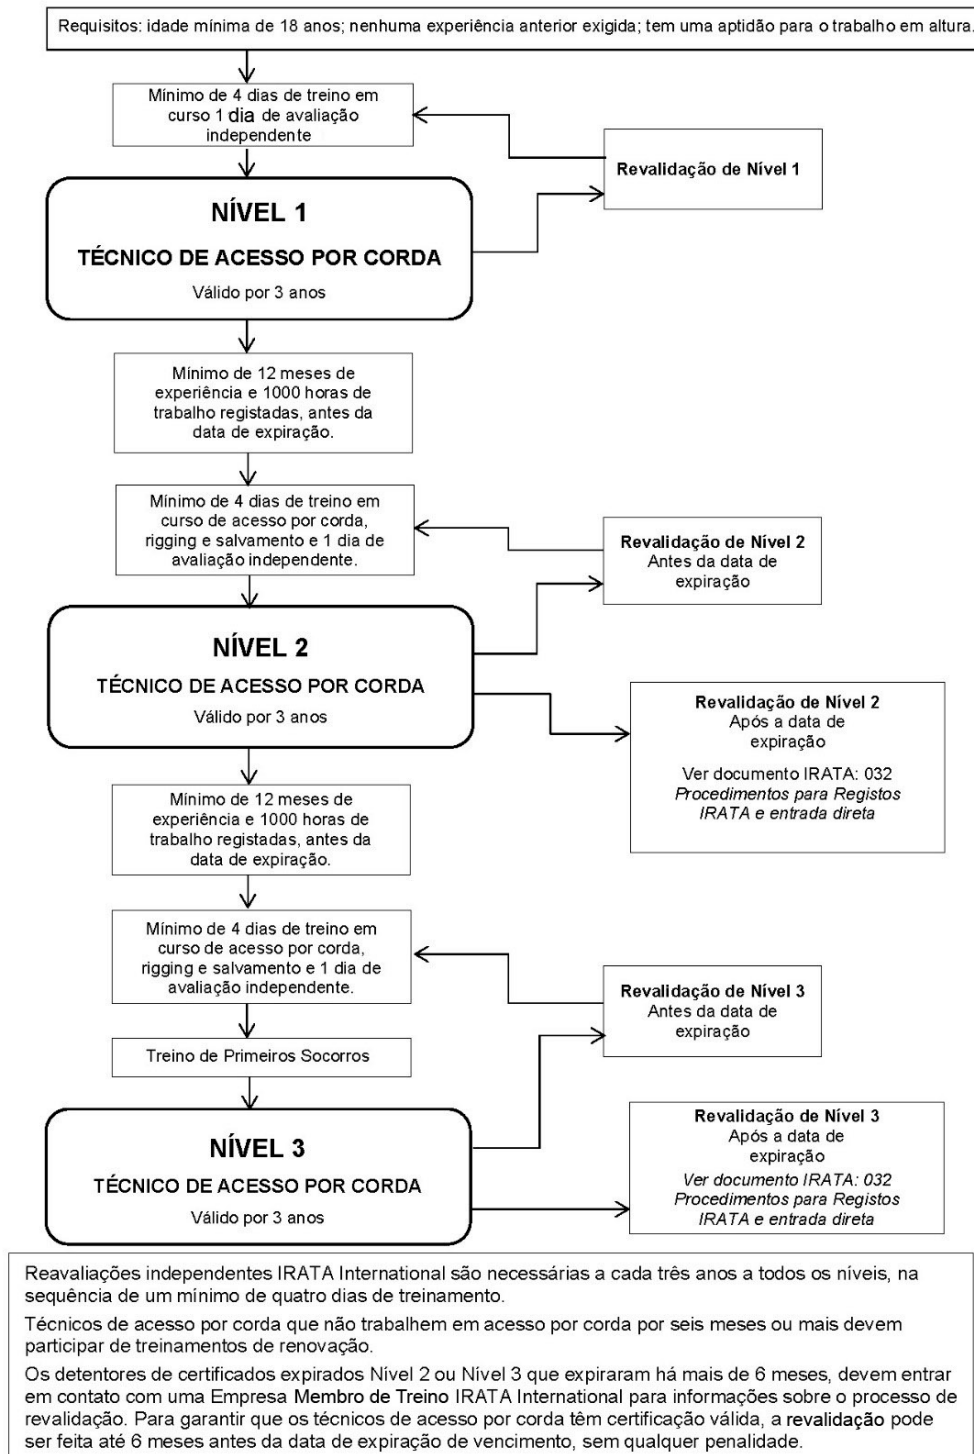 Requisitos: idade mínima de 18 anos; nenhuma experiência anterior exigida; tem uma aptidão para o trabalho em altura.
Mínimo de 4 dias de treino em
curso 1 dia de avaliação
independente
Revalidação de Nível 1
NÍVEL 1
TÉCNICO DE ACESSO POR CORDA
Válido por 3 anos
Mínimo de 12 meses de
experiência e 1000 horas de
trabalho registadas, antes da
data de expiração.
Mínimo de 4 dias de treino em
curso de acesso por corda,
rigging e salvamento e 1 dia de
avaliação independente.
Revalidação de Nível 2
Antes da data de
expiração
NÍVEL 2
TÉCNICO DE ACESSO POR CORDA
Válido por 3 anos
Revalidação de Nível 2
Após a data de
expiração
Ver documento IRATA: 032
Procedimentos para Registos
IRATA e entrada direta
Mínimo de 12 meses de
experiência e 1000 horas de
trabalho registadas, antes da
data de expiração.
Mínimo de 4 dias de treino em
curso de acesso por corda,
rigging e salvamento e 1 dia de
avaliação independente.
Revalidação de Nível 3
Antes da data de
expiração
Treino de Primeiros Socorros
NÍVEL 3
TÉCNICO DE ACESSO POR CORDA
Válido por 3 anos
Revalidação de Nível 3
Após a data de
expiração
Ver documento IRATA: 032
Procedimentos para Registos
IRATA e entrada direta
Reavaliações independentes IRATA International são necessárias a cada três anos a todos os níveis, na
sequência de um mínimo de quatro dias de treinamento.
Técnicos de acesso por corda que não trabalhem em acesso por corda por seis meses ou mais devem
participar de treinamentos de renovação.
Os detentores de certificados expirados Nível 2 ou Nível 3 que expiraram há mais de 6 meses, devem entrar
em contato com uma Empresa Membro de Treino IRATA International para informações sobre o processo de
revalidação. Para garantir que os técnicos de acesso por corda têm certificação válida, a revalidação pode
ser feita até 6 meses antes da data de expiração de vencimento, sem qualquer penalidade.